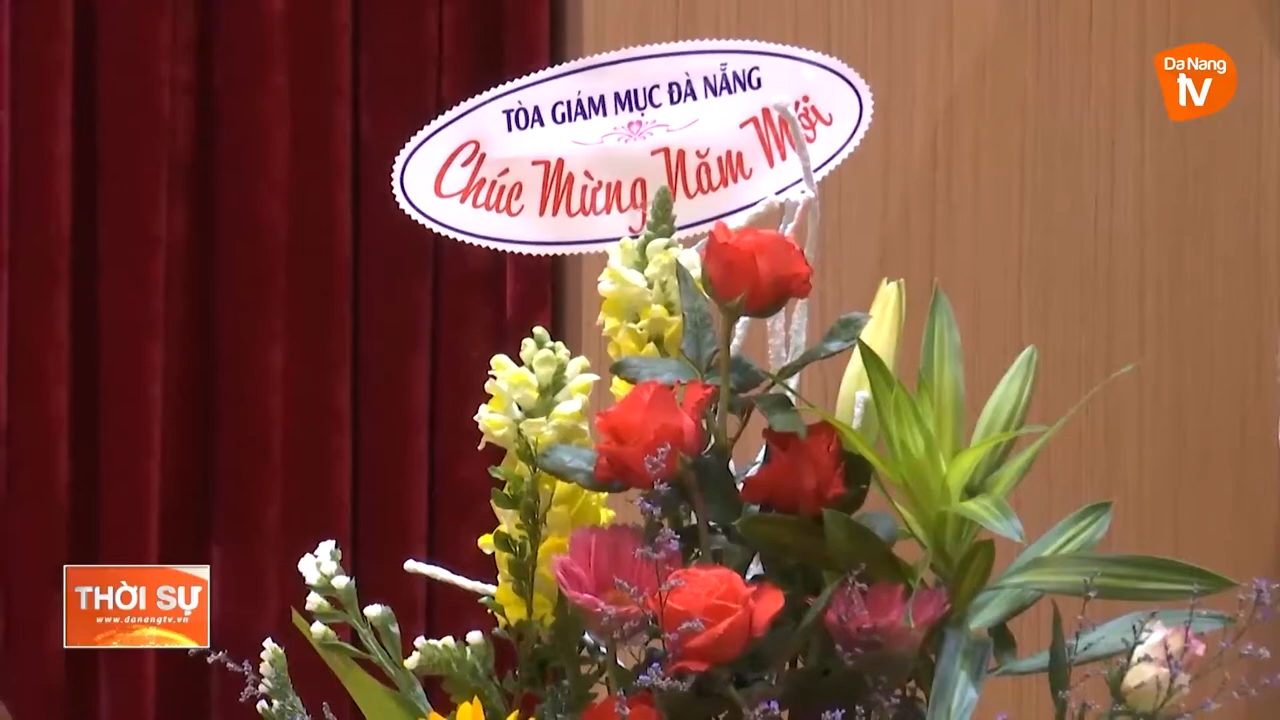 TÒA GIÁM MỤC ĐÀ NẴNG
Chúc Mừng Năm Mới
Da Nang
tv
THỜI SỰ
www.danangtv.vn